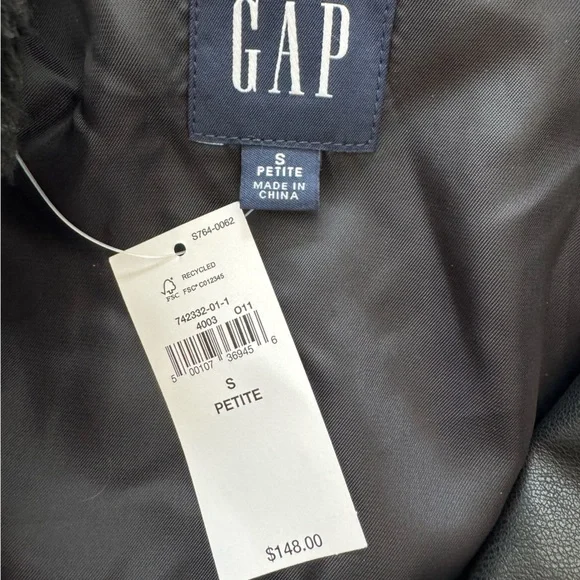 GAP
S
PETITE
MADE IN
CHINA
S764-0062
RECYCLED
FSC FSC® C012345
742332-01-1
4003 O11
5 00107 36945 6
S
PETITE
$148.00